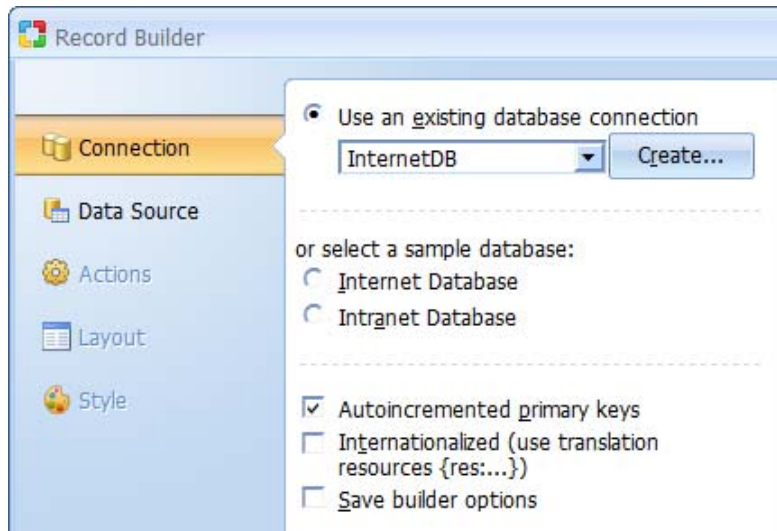 Record Builder
Connection
Data Source
Actions
Layout
Style
Use an existing database connection
InternetDB
Create...
or select a sample database:
Internet Database
Intranet Database
Autoincremented primary keys
Internationalized (use translation
resources {res:...})
Save builder options